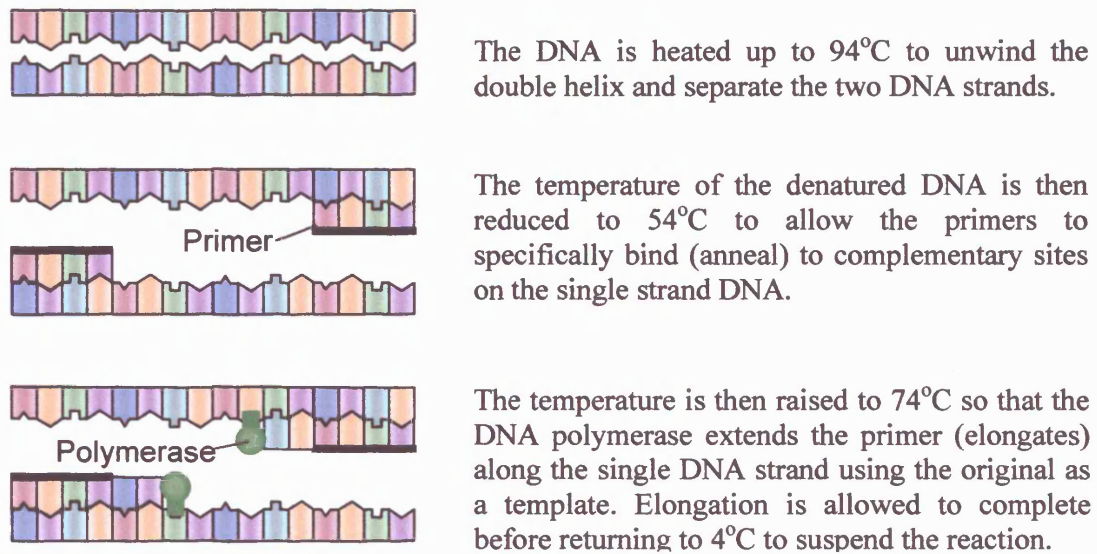 The DNA is heated up to 94°C to unwind the
double helix and separate the two DNA strands.
The temperature of the denatured DNA is then
reduced to 54°C to allow the primers to
specifically bind (anneal) to complementary sites
on the single strand DNA.
Primer
The temperature is then raised to 74°C so that the
DNA polymerase extends the primer (elongates)
along the single DNA strand using the original as
a template. Elongation is allowed to complete
before returning to 4°C to suspend the reaction.
Polymerase